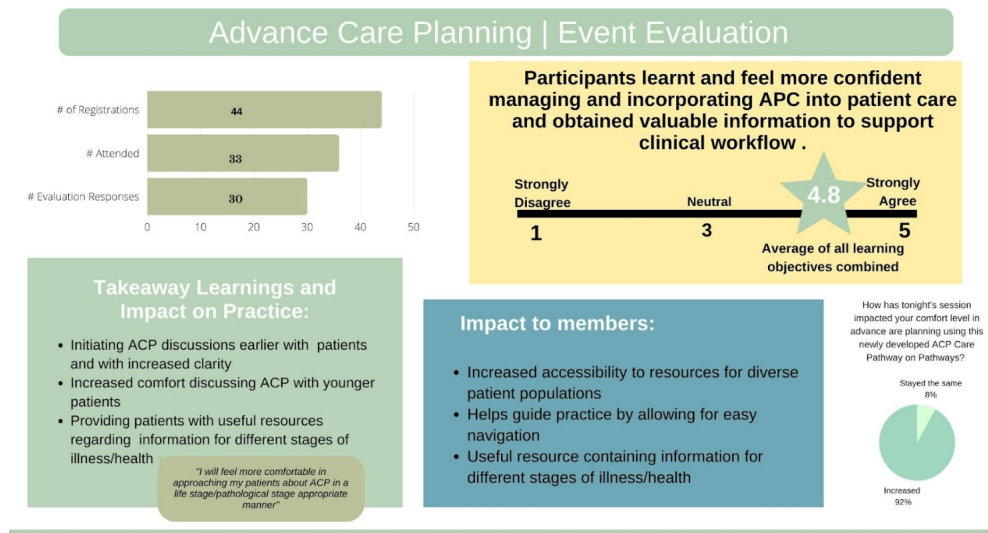 Advance Care Planning | Event Evaluation
# of Registrations
44
# Attended
33
# Evaluation Responses
30
0 10 20 30 40 50
Participants learnt and feel more confident
managing and incorporating APC into patient care
and obtained valuable information to support
clinical workflow .
Strongly
Disagree
Neutral
4.8
Strongly
Agree
1
3
5
Average of all learning
objectives combined
Takeaway Learnings and
Impact on Practice:
• Initiating ACP discussions earlier with patients
and with increased clarity
• Increased comfort discussing ACP with younger
patients
• Providing patients with useful resources
regarding information for different stages of
illness/health
"I will feel more comfortable in
approaching my patients about ACP in a
life stage/pathological stage appropriate
manner"
Impact to members:
• Increased accessibility to resources for diverse
patient populations
• Helps guide practice by allowing for easy
navigation
• Useful resource containing information for
different stages of illness/health
How has tonight's session
impacted your comfort level in
advance are planning using this
newly developed ACP Care
Pathway on Pathways?
Stayed the same
8%
Increased
92%